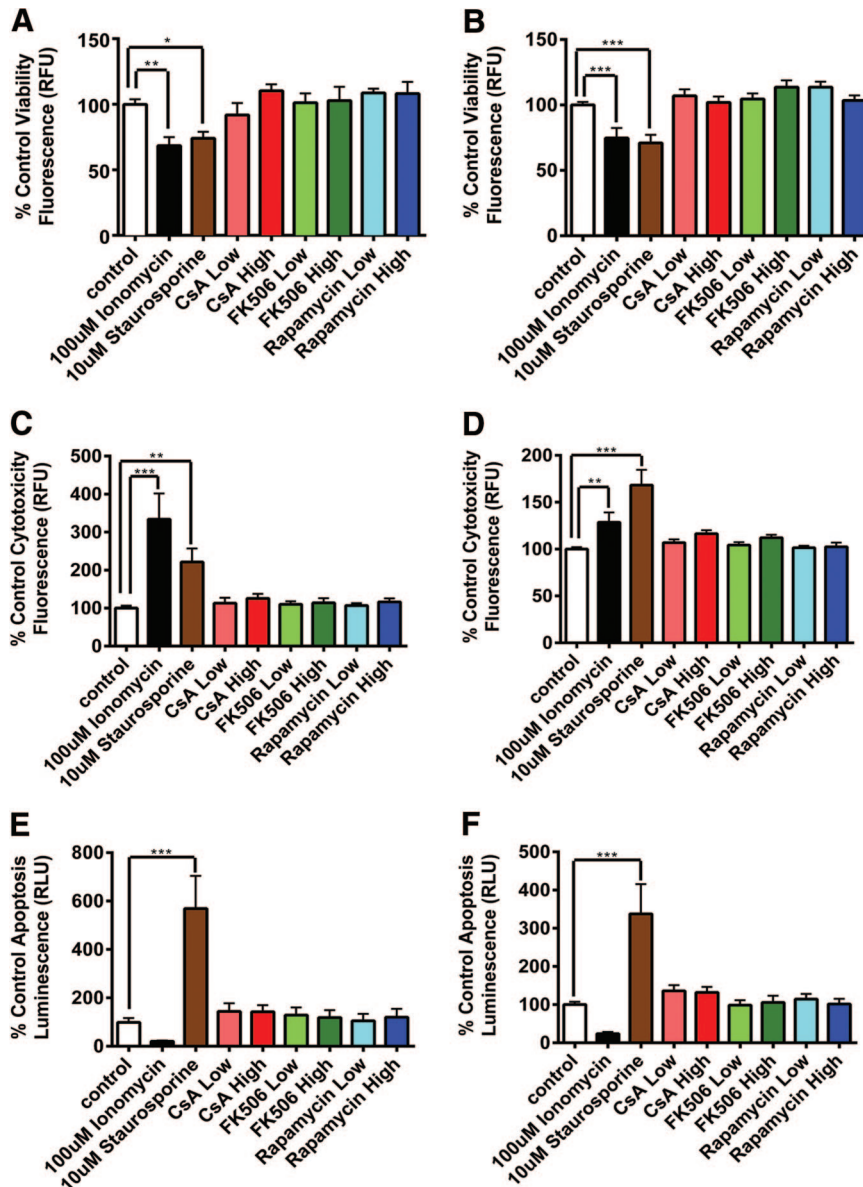 A
% Control Viability
Fluorescence (RFU)
150
100
50
0
*
**
control
100uM Ionomycin
10uM Staurosporine
CsA Low
CsA High
FK506 Low
FK506 High
Rapamycin Low
Rapamycin High
B
% Control Viability
Fluorescence (RFU)
150
100
50
0
***
***
control
100uM Ionomycin
10uM Staurosporine
CsA Low
CsA High
FK506 Low
FK506 High
Rapamycin Low
Rapamycin High
C
% Control Cytotoxicity
Fluorescence (RFU)
500
400
300
200
100
0
**
***
control
100uM Ionomycin
10uM Staurosporine
CsA Low
CsA High
FK506 Low
FK506 High
Rapamycin Low
Rapamycin High
D
% Control Cytotoxicity
Fluorescence (RFU)
200
150
100
50
0
***
**
control
100uM Ionomycin
10uM Staurosporine
CsA Low
CsA High
FK506 Low
FK506 High
Rapamycin Low
Rapamycin High
E
% Control Apoptosis
Luminescence (RLU)
800
600
400
200
0
***
control
100uM Ionomycin
10uM Staurosporine
CsA Low
CsA High
FK506 Low
FK506 High
Rapamycin Low
Rapamycin High
F
% Control Apoptosis
Luminescence (RLU)
500
400
300
200
100
0
***
control
100uM Ionomycin
10uM Staurosporine
CsA Low
CsA High
FK506 Low
FK506 High
Rapamycin Low
Rapamycin High